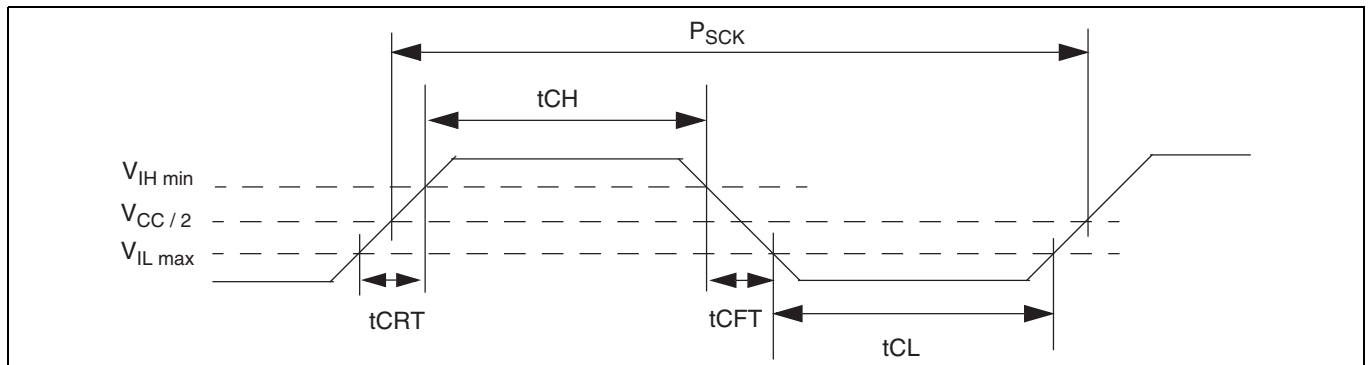 PSCK
tCH
VIH min
VCC / 2
VIL max
tCRT
tCFT
tCL